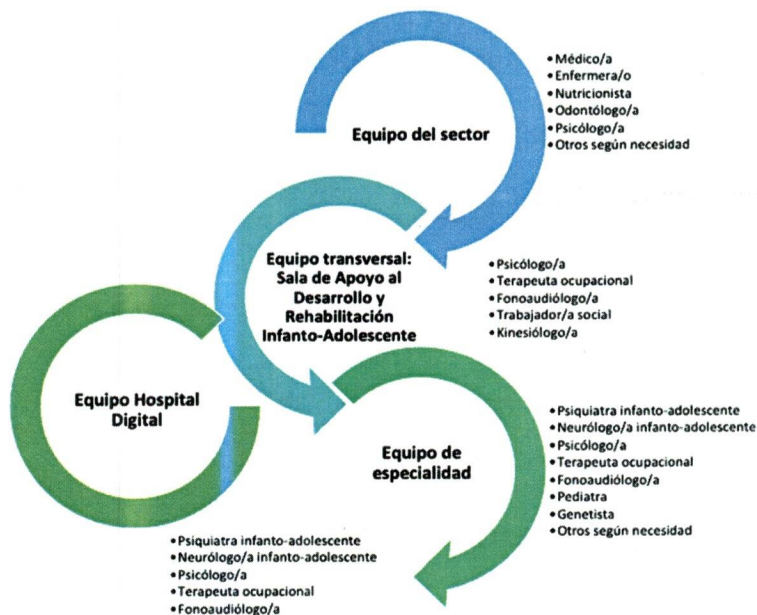 • Médico/a
• Enfermera/o
• Nutricionista
• Odontólogo/a
• Psicólogo/a
• Otros según necesidad
Equipo del sector
Equipo transversal:
Sala de Apoyo al
Desarrollo y
Rehabilitación
Infanto-Adolescente
• Psicólogo/a
• Terapeuta ocupacional
• Fonoaudiólogo/a
• Trabajador/a social
• Kinesiólogo/a
Equipo Hospital
Digital
• Psiquiatra infanto-adolescente
• Neurólogo/a infanto-adolescente
• Psicólogo/a
• Terapeuta ocupacional
• Fonoaudiólogo/a
Equipo de
especialidad
• Psiquiatra infanto-adolescente
• Neurólogo/a infanto-adolescente
• Psicólogo/a
• Terapeuta ocupacional
• Fonoaudiólogo/a
• Pediatra
• Genetista
• Otros según necesidad